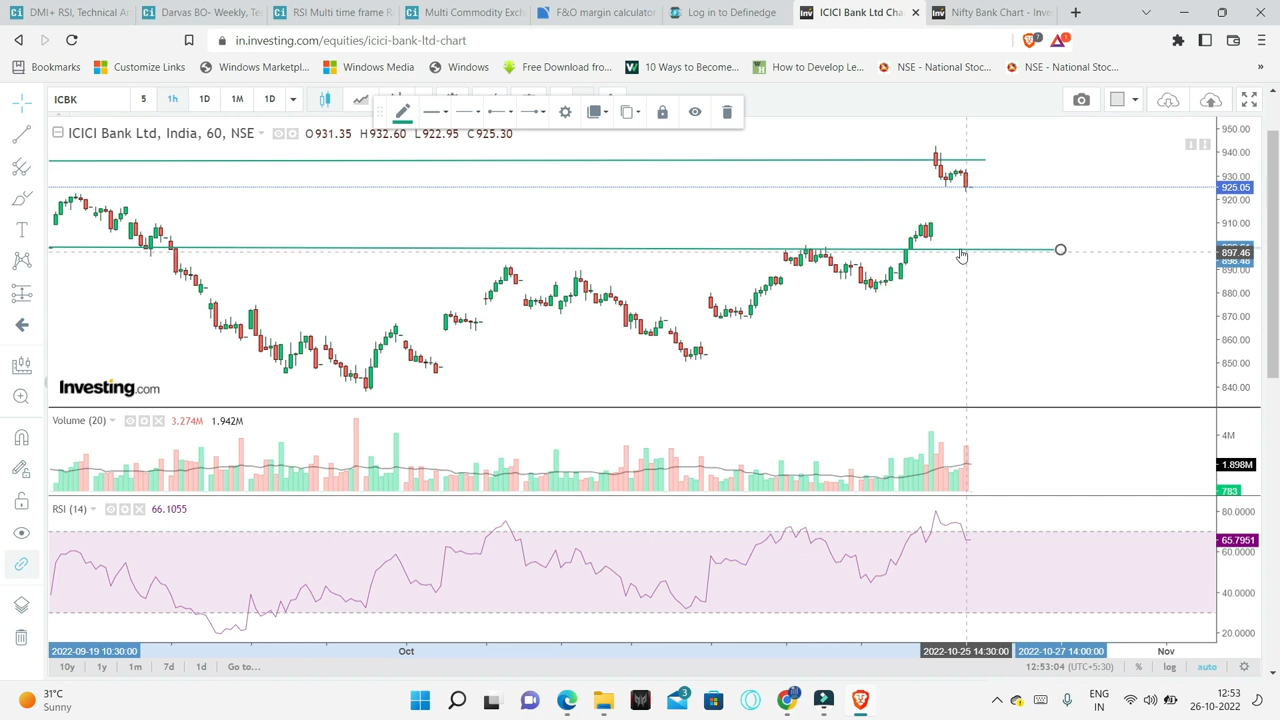 DMI+ RSI, Technical An
Darvas BO- Weekly, Te
RSI Multi time frame R
Multi Commodity Exch
F&O margin calculator
Log in to Definedge
ICICI Bank Ltd Cha
Nifty Bank Chart - Inve
in.investing.com/equities/icici-bank-ltd-chart
Bookmarks
Customize Links
Windows Marketpl...
Windows Media
Windows
Free Download fro...
10 Ways to Become...
How to Develop Le...
NSE - National Stoc...
NSE - National Stoc...
ICBK 5 1h 1D 1M 1D
ICICI Bank Ltd, India, 60, NSE O931.35 H932.60 L922.95 C925.30
950.00
940.00
930.00
925.05
920.00
910.00
897.46
890.00
880.00
870.00
860.00
850.00
840.00
Investing.com
Volume (20) 3.274M 1.942M
4M
1.898M
783
RSI (14) 66.1055
80.0000
65.7951
60.0000
40.0000
20.0000
2022-09-19 10:30:00 Oct 2022-10-25 14:30:00 2022-10-27 14:00:00 Nov
10y 1y 1m 7d 1d Go to... 12:53:04 (UTC+5:30) % log auto
31°C
Sunny
3
ENG
IN
12:53
26-10-2022